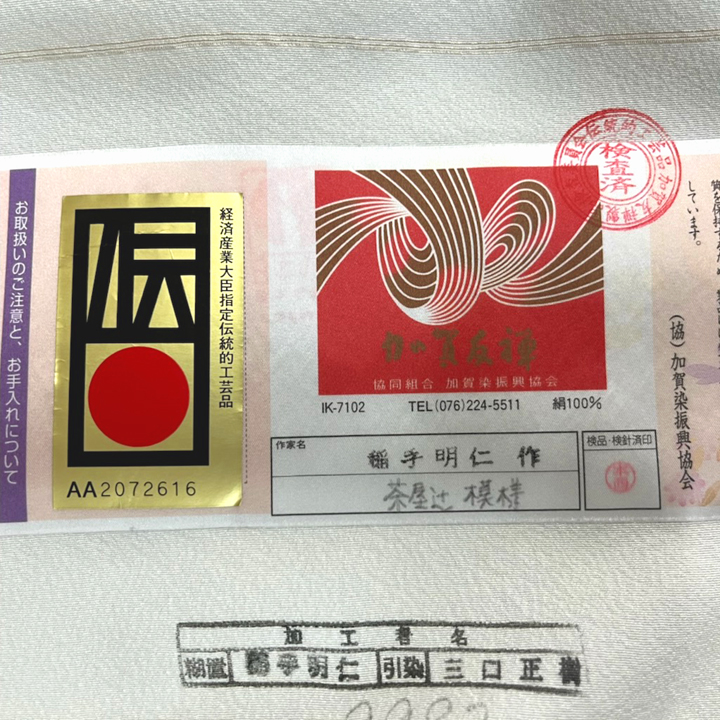 お取扱いのご注意と、お手入れについて
伝
経済産業大臣指定伝統的工芸品
AA2072616
加賀友禅
協同組合 加賀染振興協会
IK-7102 TEL(076)224-5511 絹100%
作家名
稲手明仁 作
茶屋辻 模様
検品・検針済印
検査済
しています。
(協)加賀染振興協会
加工者名
糊置 稲手明仁 引染 三口正樹